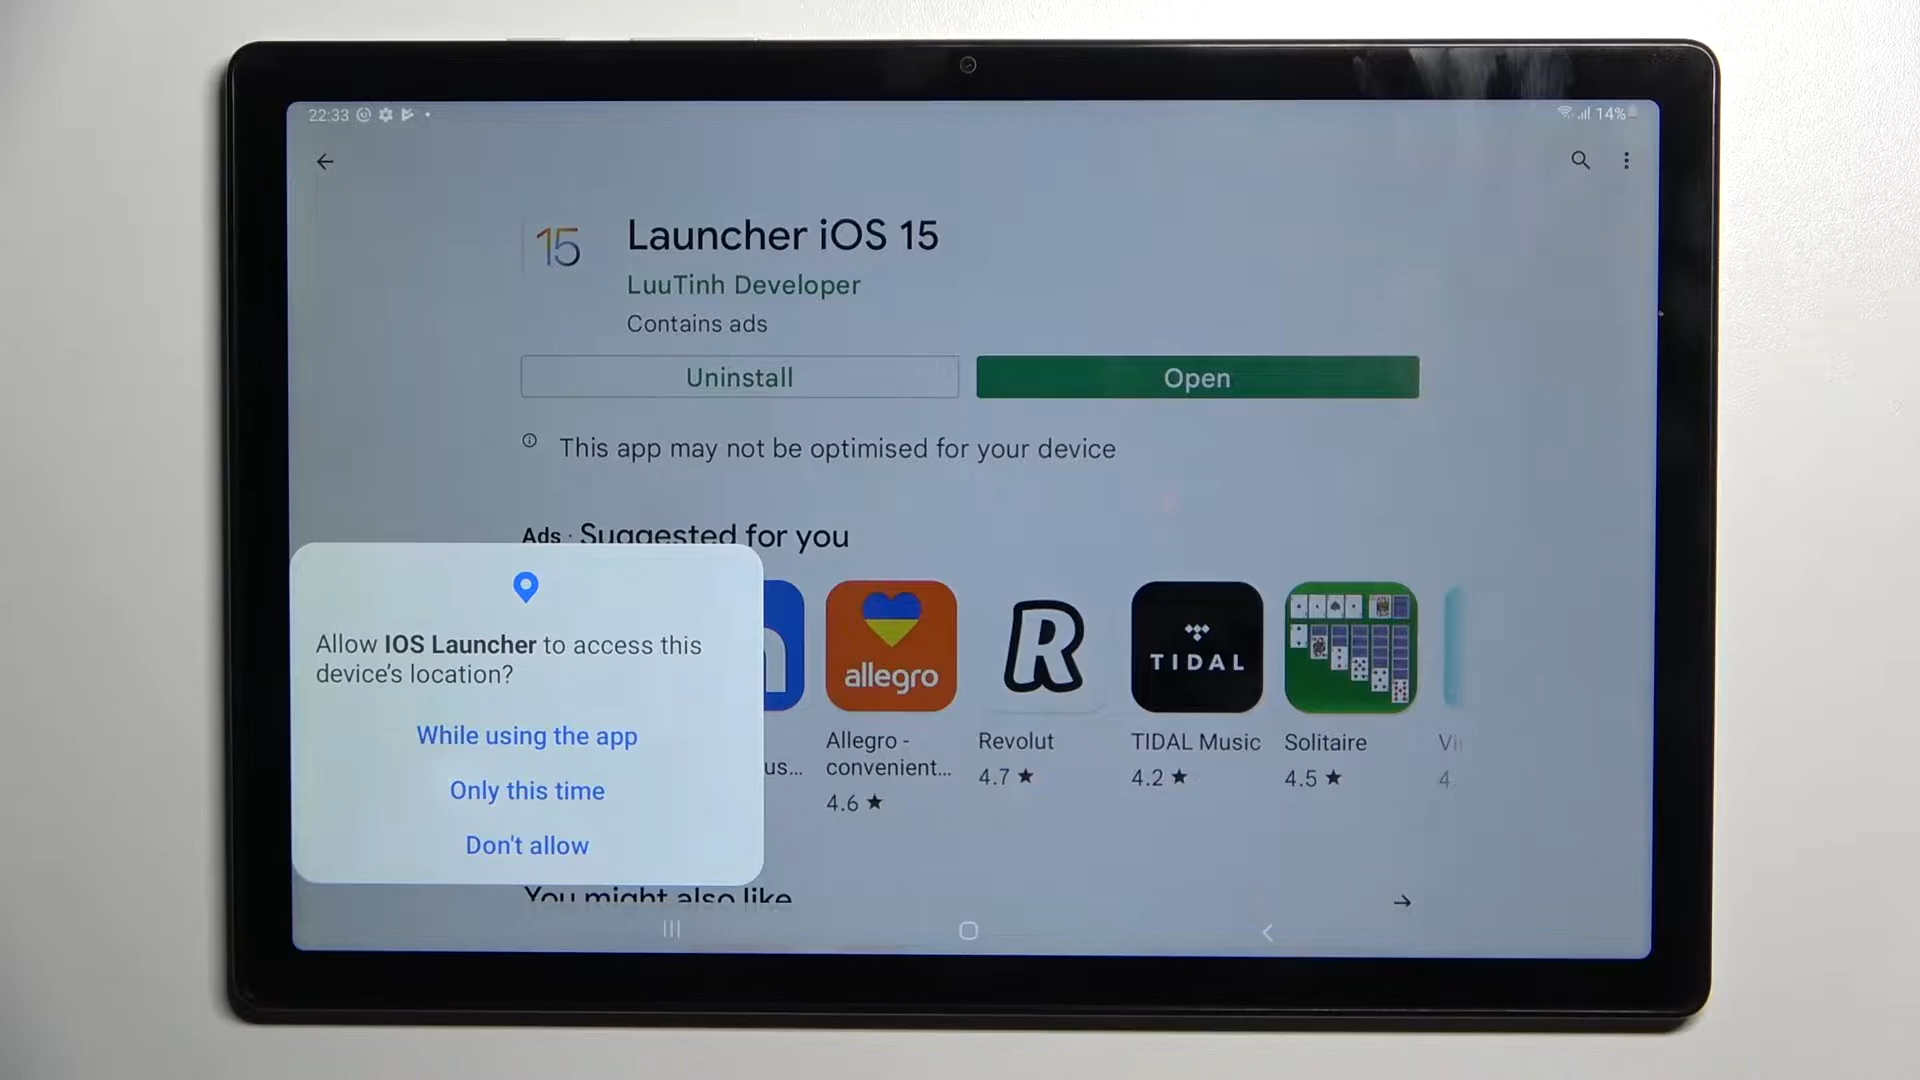 22:33
14%
15
Launcher iOS 15
LuuTinh Developer
Contains ads
Uninstall
Open
This app may not be optimised for your device
Ads · Suggested for you
Allow IOS Launcher to access this
device's location?
While using the app
Only this time
Don't allow
us...
allegro
Allegro -
convenient...
4.6 ★
R
Revolut
4.7 ★
TIDAL
TIDAL Music
4.2 ★
Solitaire
4.5 ★
4.
You might also like